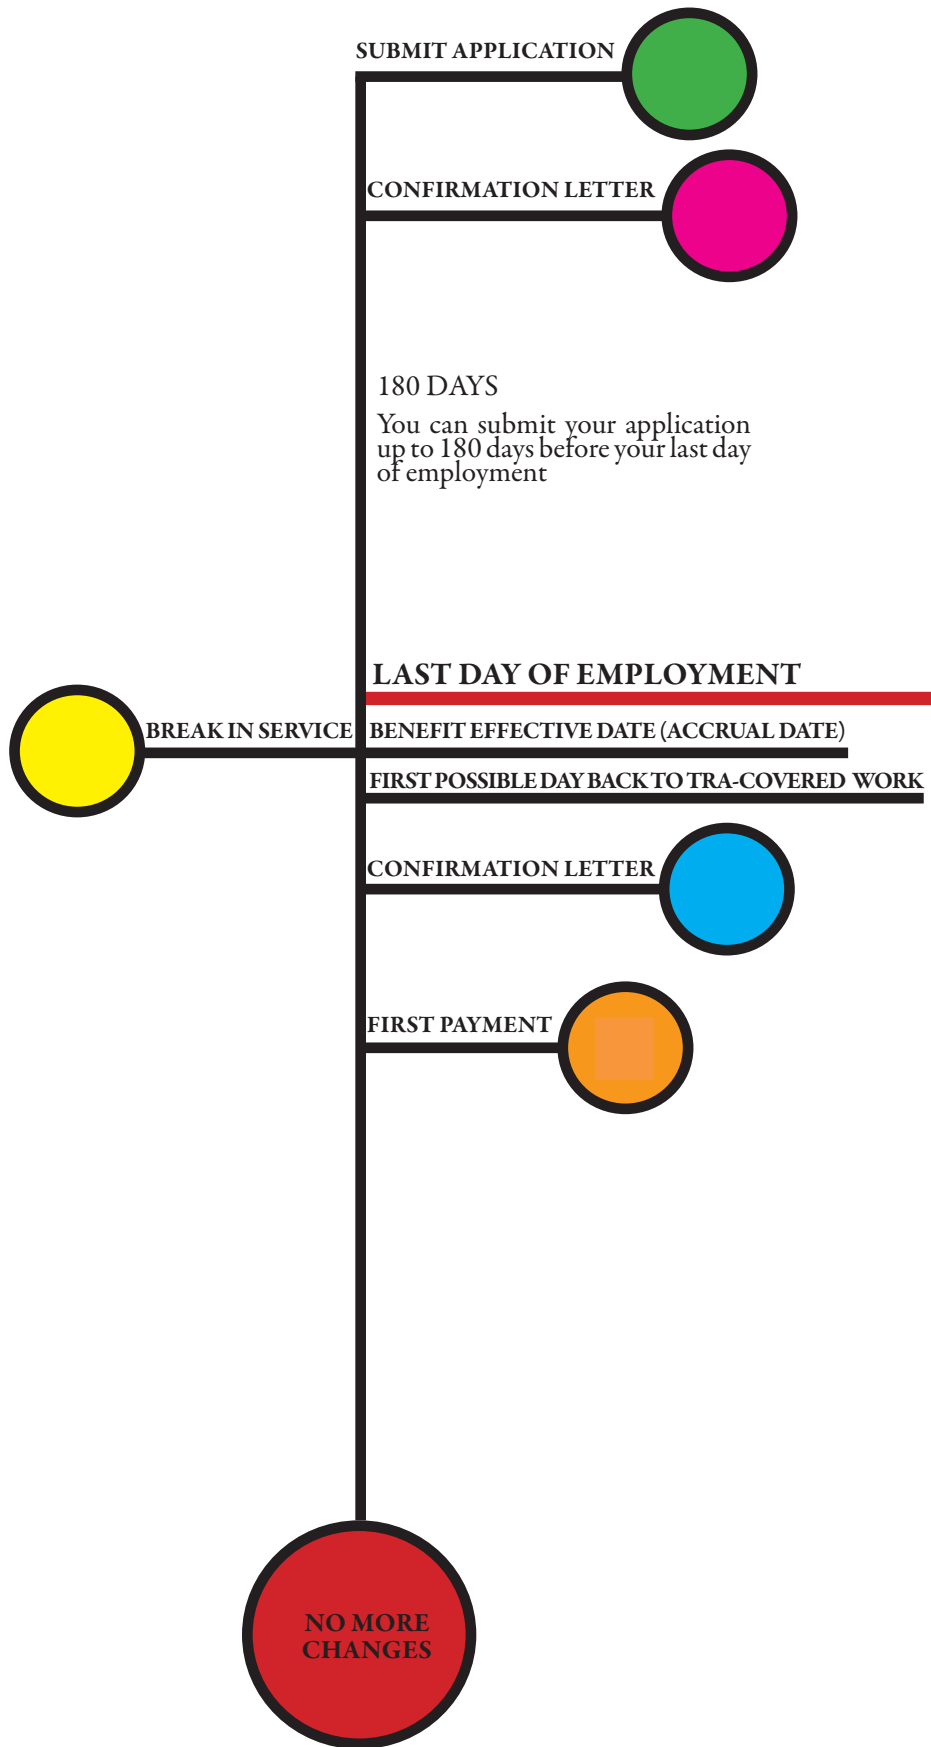 SUBMIT APPLICATION
CONFIRMATION LETTER
180 DAYS
You can submit your application
up to 180 days before your last day
of employment
LAST DAY OF EMPLOYMENT
BREAK IN SERVICE
BENEFIT EFFECTIVE DATE (ACCRUAL DATE)
FIRST POSSIBLE DAY BACK TO TRA-COVERED WORK
CONFIRMATION LETTER
FIRST PAYMENT
NO MORE
CHANGES